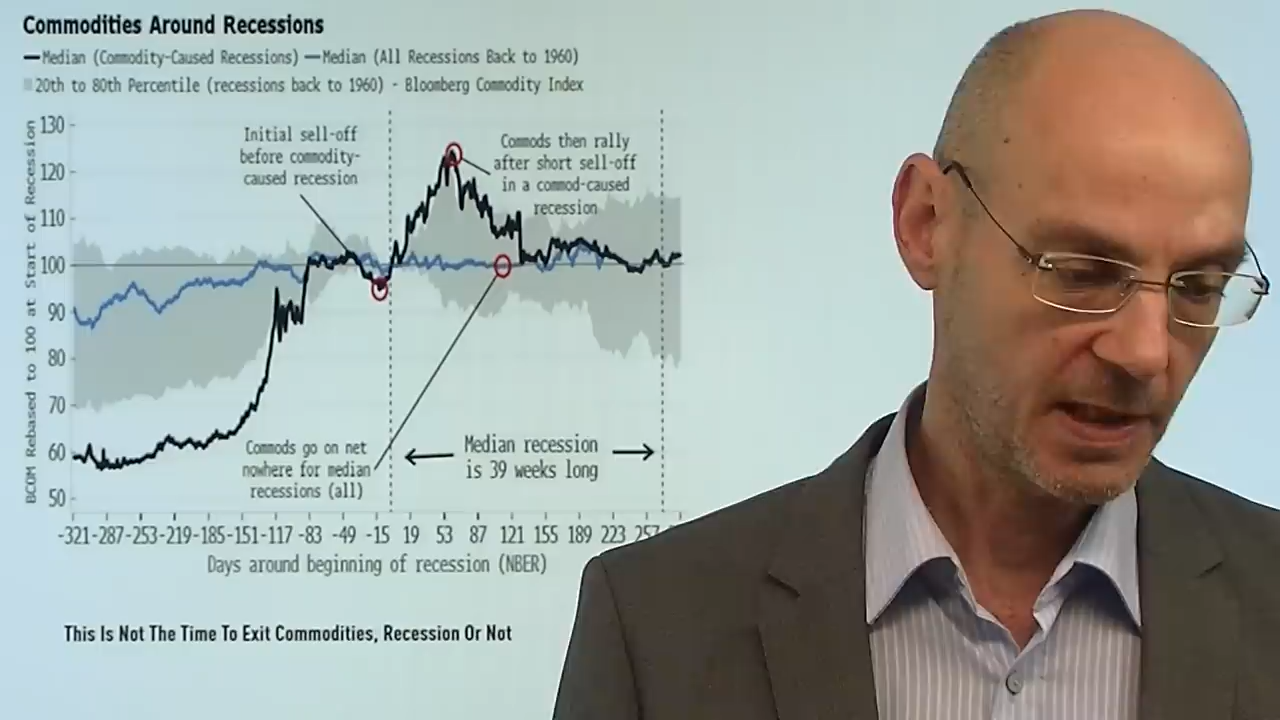 Commodities Around Recessions
Median (Commodity-Caused Recessions) Median (All Recessions Back to 1960)
20th to 80th Percentile (recessions back to 1960) - Bloomberg Commodity Index
BCOM Rebased to 100 at Start of Recession
130
120
110
100
90
80
70
60
50
Initial sell-off
before commodity-
caused recession
Commods then rally
after short sell-off
in a commod-caused
recession
Commods go on net
nowhere for median
recessions (all)
Median recession
is 39 weeks long
-321 -287 -253 -219 -185 -151 -117 -83 -49 -15 19 53 87 121 155 189 223 257
Days around beginning of recession (NBER)
This Is Not The Time To Exit Commodities, Recession Or Not